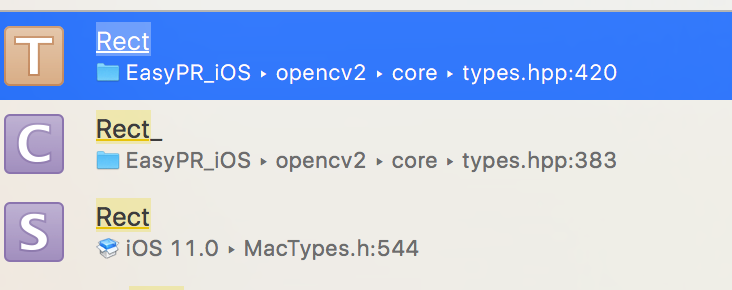 T
Rect
EasyPR_iOS ▸ opencv2 ▸ core ▸ types.hpp:420
C
Rect_
EasyPR_iOS ▸ opencv2 ▸ core ▸ types.hpp:383
S
Rect
iOS 11.0 ▸ MacTypes.h:544